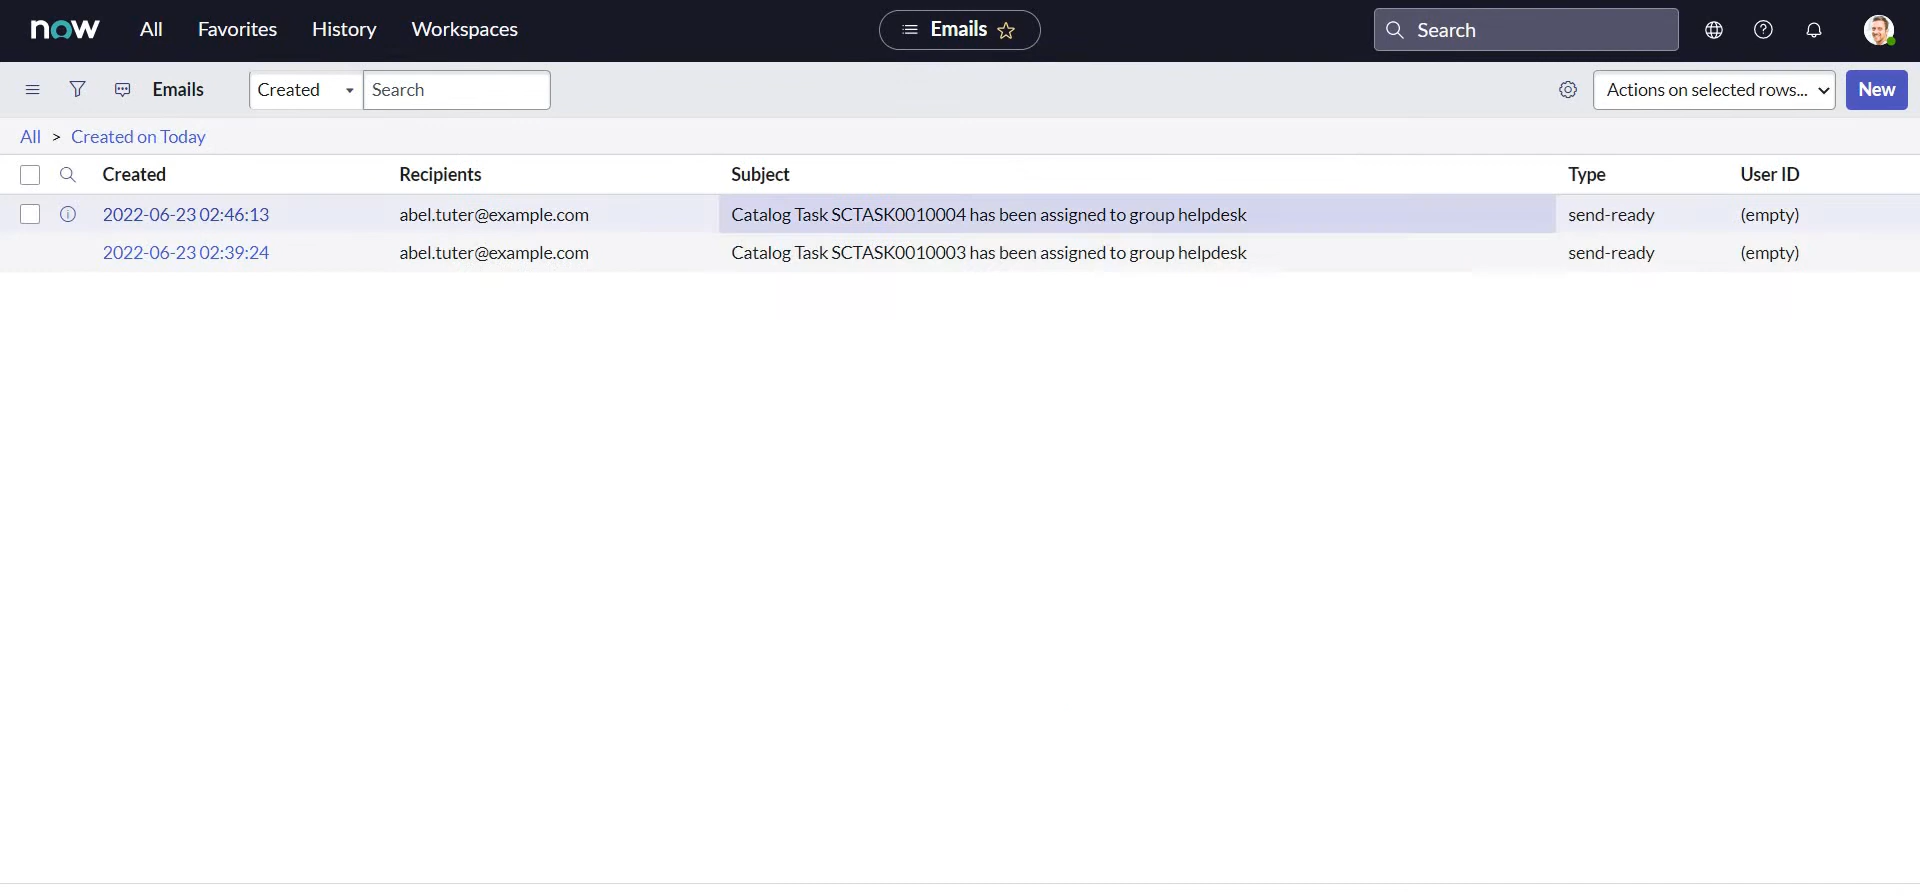 now All Favorites History Workspaces Emails Search
Emails Created Search Actions on selected rows... New
All > Created on Today
Created Recipients Subject Type User ID
2022-06-23 02:46:13 abel.tuter@example.com Catalog Task SCTASK0010004 has been assigned to group helpdesk send-ready (empty)
2022-06-23 02:39:24 abel.tuter@example.com Catalog Task SCTASK0010003 has been assigned to group helpdesk send-ready (empty)